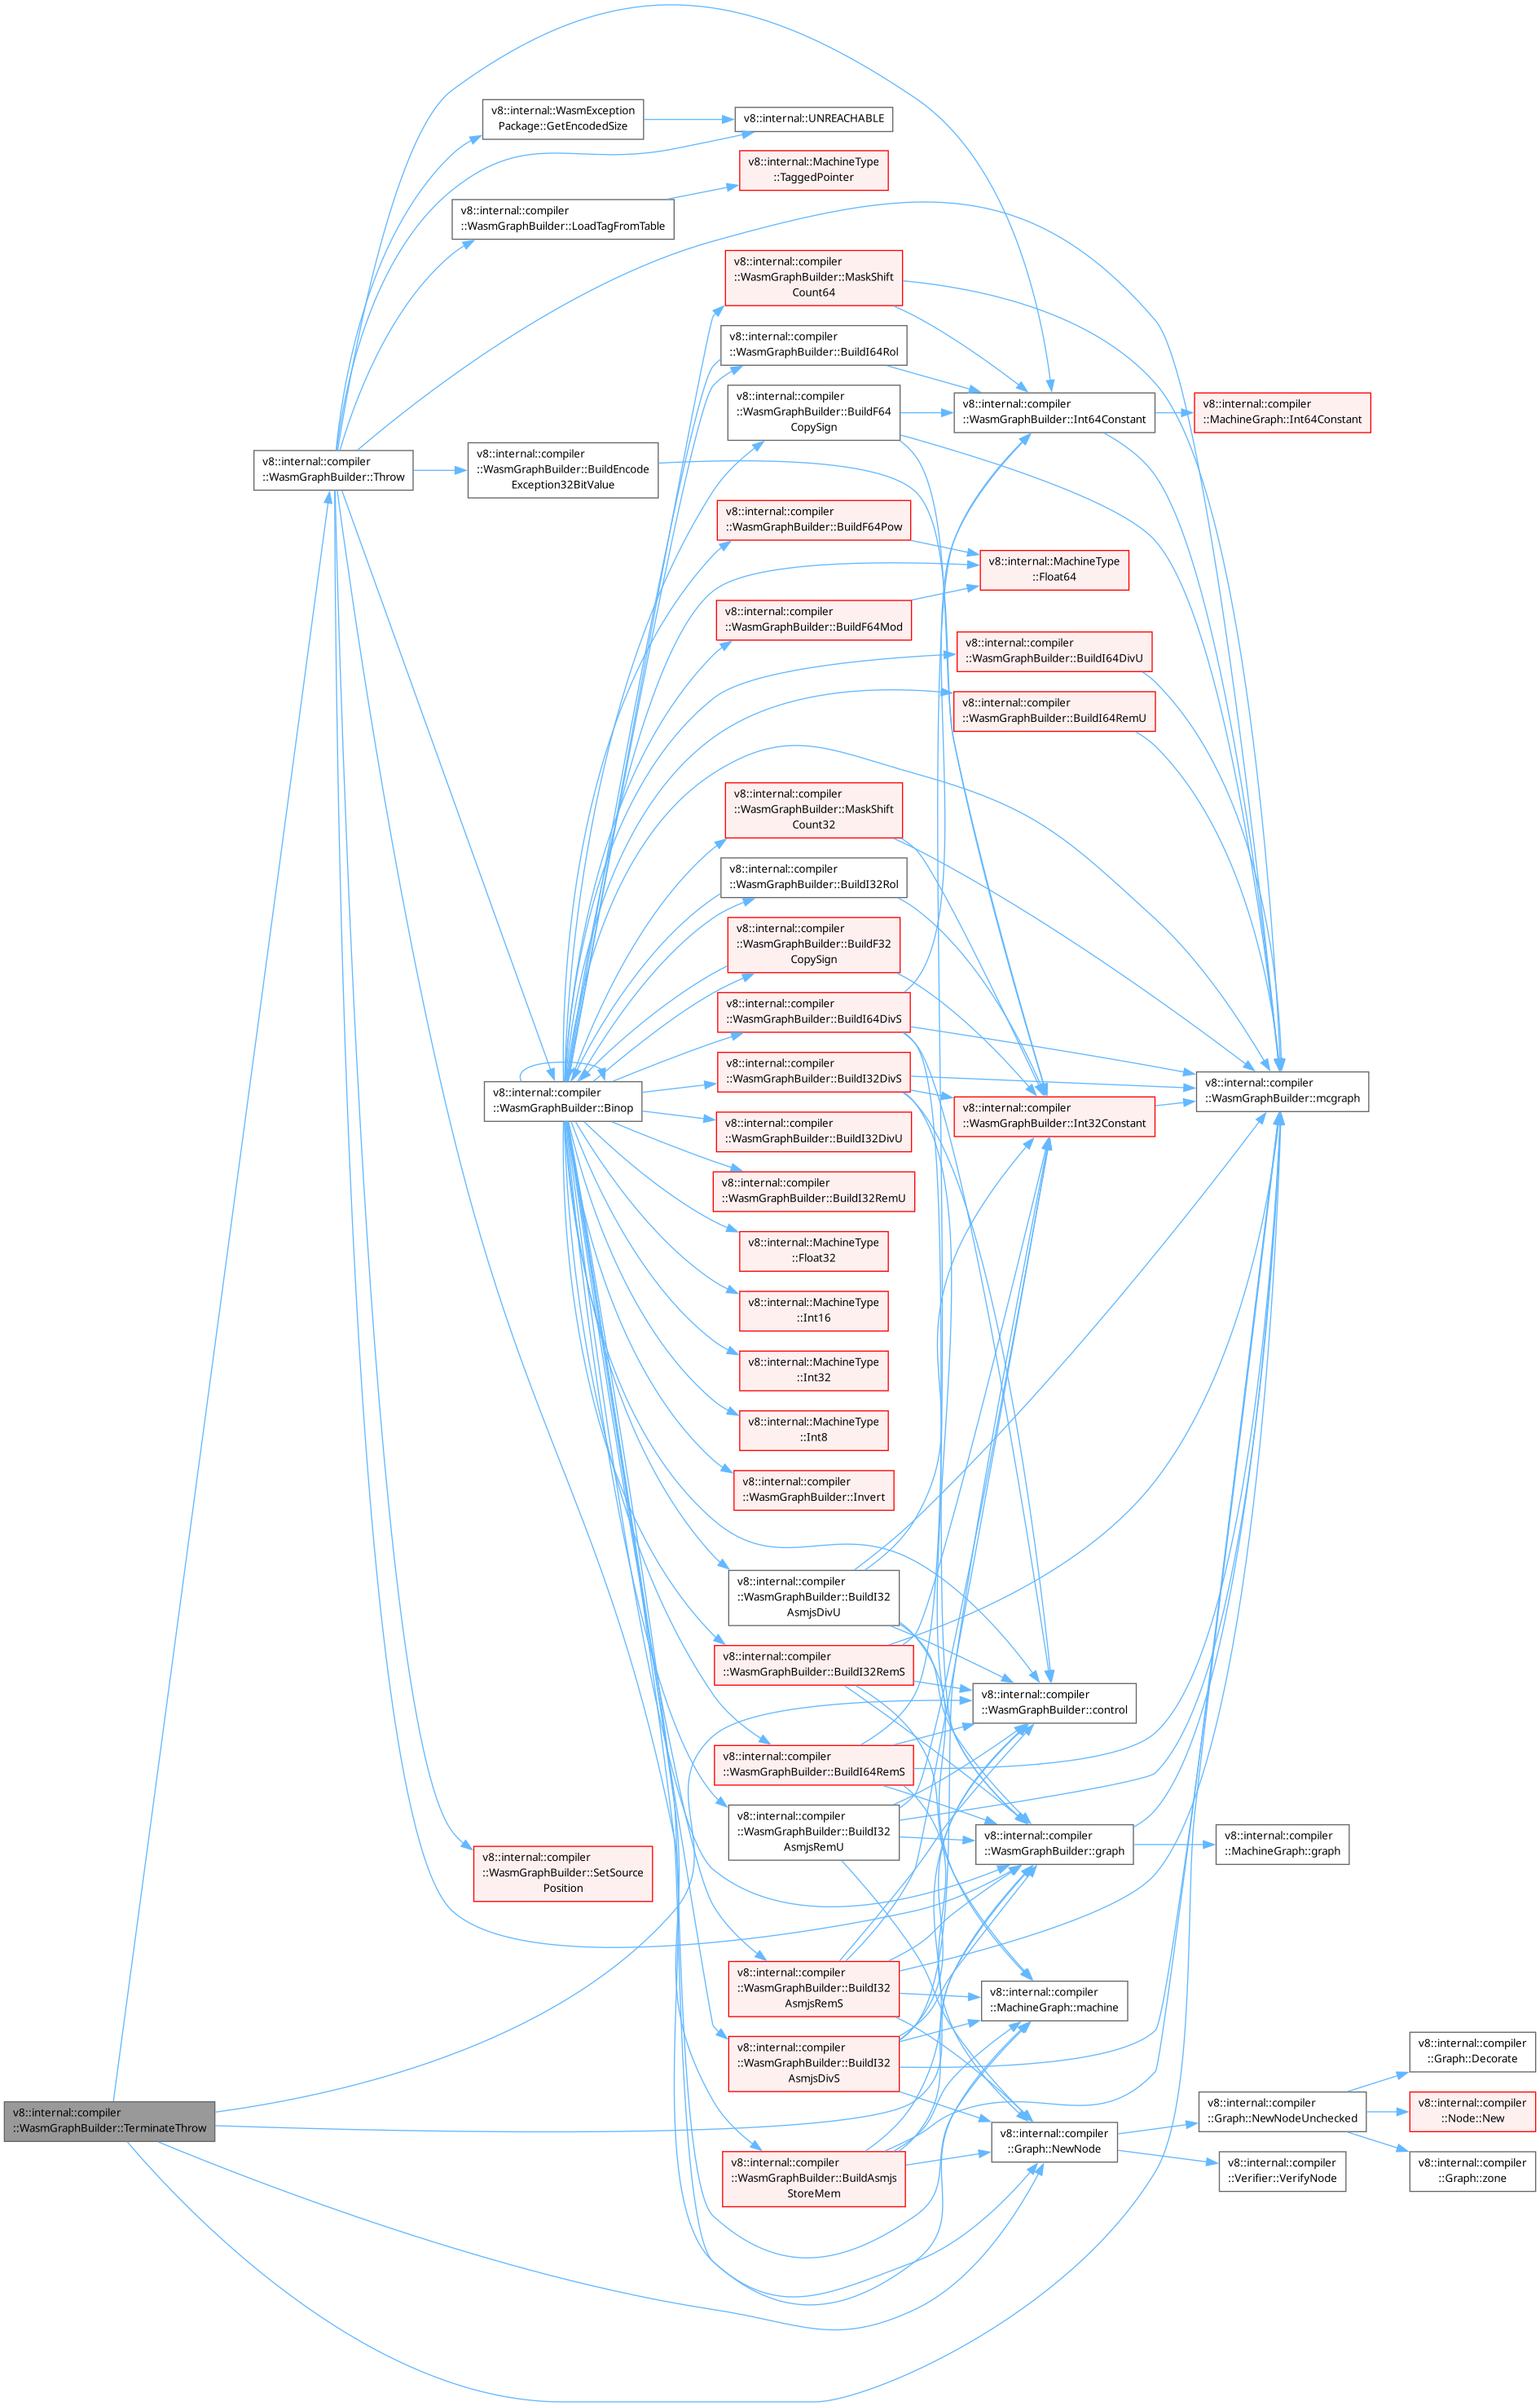 v8::internal::WasmException
Package::GetEncodedSize
v8::internal::UNREACHABLE
v8::internal::MachineType
::TaggedPointer
v8::internal::compiler
::WasmGraphBuilder::LoadTagFromTable
v8::internal::compiler
::WasmGraphBuilder::MaskShift
Count64
v8::internal::compiler
::WasmGraphBuilder::BuildI64Rol
v8::internal::compiler
::WasmGraphBuilder::BuildF64
CopySign
v8::internal::compiler
::WasmGraphBuilder::Int64Constant
v8::internal::compiler
::MachineGraph::Int64Constant
v8::internal::compiler
::WasmGraphBuilder::Throw
v8::internal::compiler
::WasmGraphBuilder::BuildEncode
Exception32BitValue
v8::internal::compiler
::WasmGraphBuilder::BuildF64Pow
v8::internal::MachineType
::Float64
v8::internal::compiler
::WasmGraphBuilder::BuildF64Mod
v8::internal::compiler
::WasmGraphBuilder::BuildI64DivU
v8::internal::compiler
::WasmGraphBuilder::BuildI64RemU
v8::internal::compiler
::WasmGraphBuilder::MaskShift
Count32
v8::internal::compiler
::WasmGraphBuilder::BuildI32Rol
v8::internal::compiler
::WasmGraphBuilder::BuildF32
CopySign
v8::internal::compiler
::WasmGraphBuilder::BuildI64DivS
v8::internal::compiler
::WasmGraphBuilder::BuildI32DivS
v8::internal::compiler
::WasmGraphBuilder::Binop
v8::internal::compiler
::WasmGraphBuilder::Int32Constant
v8::internal::compiler
::WasmGraphBuilder::mcgraph
v8::internal::compiler
::WasmGraphBuilder::BuildI32DivU
v8::internal::compiler
::WasmGraphBuilder::BuildI32RemU
v8::internal::MachineType
::Float32
v8::internal::MachineType
::Int16
v8::internal::MachineType
::Int32
v8::internal::MachineType
::Int8
v8::internal::compiler
::WasmGraphBuilder::Invert
v8::internal::compiler
::WasmGraphBuilder::BuildI32
AsmjsDivU
v8::internal::compiler
::WasmGraphBuilder::BuildI32RemS
v8::internal::compiler
::WasmGraphBuilder::control
v8::internal::compiler
::WasmGraphBuilder::BuildI64RemS
v8::internal::compiler
::WasmGraphBuilder::BuildI32
AsmjsRemU
v8::internal::compiler
::WasmGraphBuilder::graph
v8::internal::compiler
::MachineGraph::graph
v8::internal::compiler
::WasmGraphBuilder::SetSource
Position
v8::internal::compiler
::WasmGraphBuilder::BuildI32
AsmjsRemS
v8::internal::compiler
::MachineGraph::machine
v8::internal::compiler
::WasmGraphBuilder::BuildI32
AsmjsDivS
v8::internal::compiler
::Graph::Decorate
v8::internal::compiler
::WasmGraphBuilder::TerminateThrow
v8::internal::compiler
::Graph::NewNodeUnchecked
v8::internal::compiler
::Node::New
v8::internal::compiler
::Graph::NewNode
v8::internal::compiler
::WasmGraphBuilder::BuildAsmjs
StoreMem
v8::internal::compiler
::Verifier::VerifyNode
v8::internal::compiler
::Graph::zone